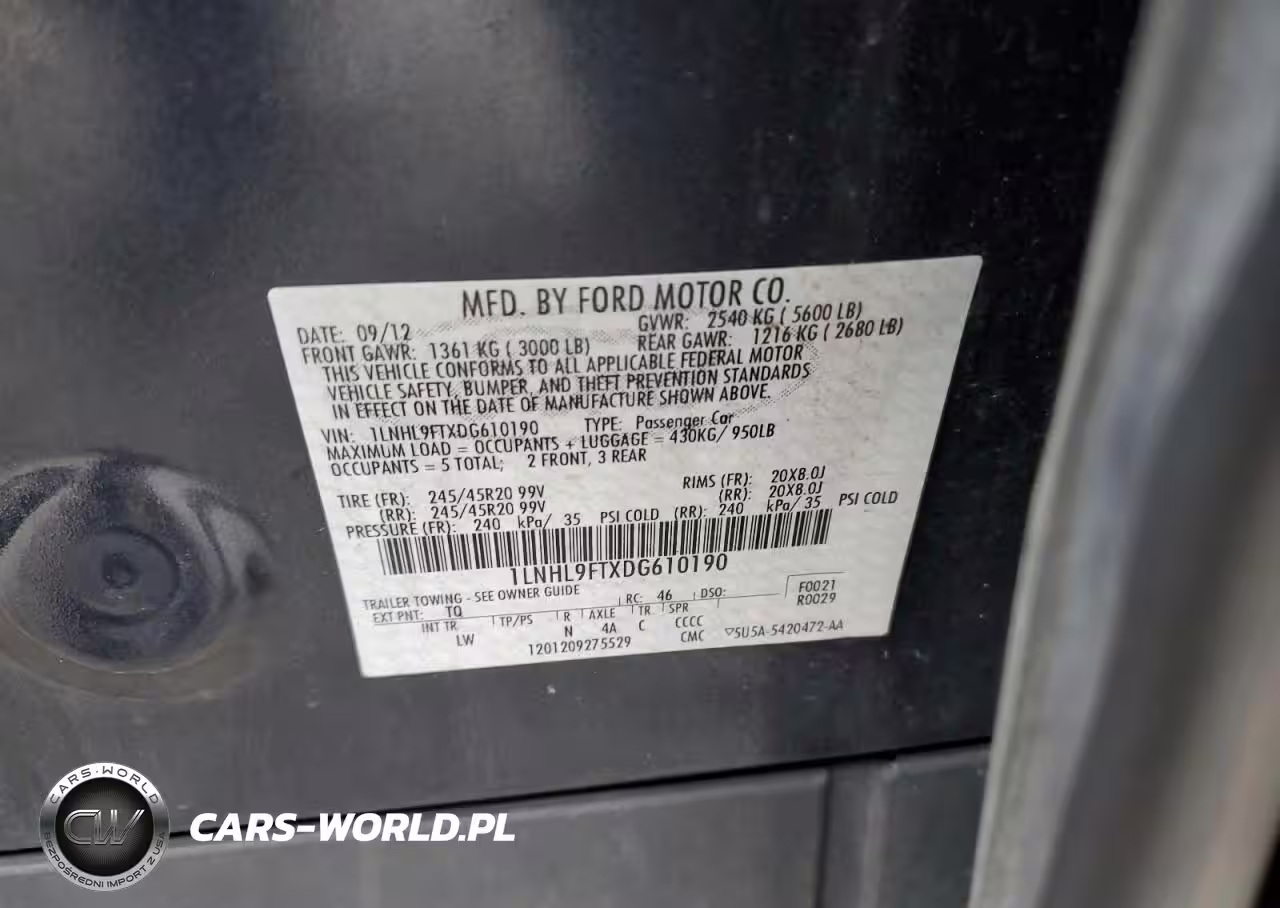 MFD. BY FORD MOTOR CO.
DATE: 09/12 GVWR: 2540 KG ( 5600 LB)
FRONT GAWR: 1361 KG ( 3000 LB) REAR GAWR: 1216 KG ( 2680 LB)
THIS VEHICLE CONFORMS TO ALL APPLICABLE FEDERAL MOTOR
VEHICLE SAFETY, BUMPER, AND THEFT PREVENTION STANDARDS
IN EFFECT ON THE DATE OF MANUFACTURE SHOWN ABOVE.
VIN: 1LNHL9FTXDG610190 TYPE: Passenger Car
MAXIMUM LOAD = OCCUPANTS + LUGGAGE = 430KG/ 950LB
OCCUPANTS = 5 TOTAL; 2 FRONT, 3 REAR
TIRE (FR): 245/45R20 99V RIMS (FR): 20X8.0J
(RR): 245/45R20 99V (RR): 20X8.0J
PRESSURE (FR): 240 kPa/ 35 PSI COLD (RR): 240 kPa/ 35 PSI COLD
1LNHL9FTXDG610190
TRAILER TOWING - SEE OWNER GUIDE
EXT PNT: TQ RC: 46 DSO: F0021
R0029
INT TR TP/PS R AXLE TR SPR
LW N 4A C CCCC
1201209275529 CMC 5U5A-5420472-AA
CARS-WORLD
CW
BEZPOŚREDNI IMPORT Z USA
CARS-WORLD.PL